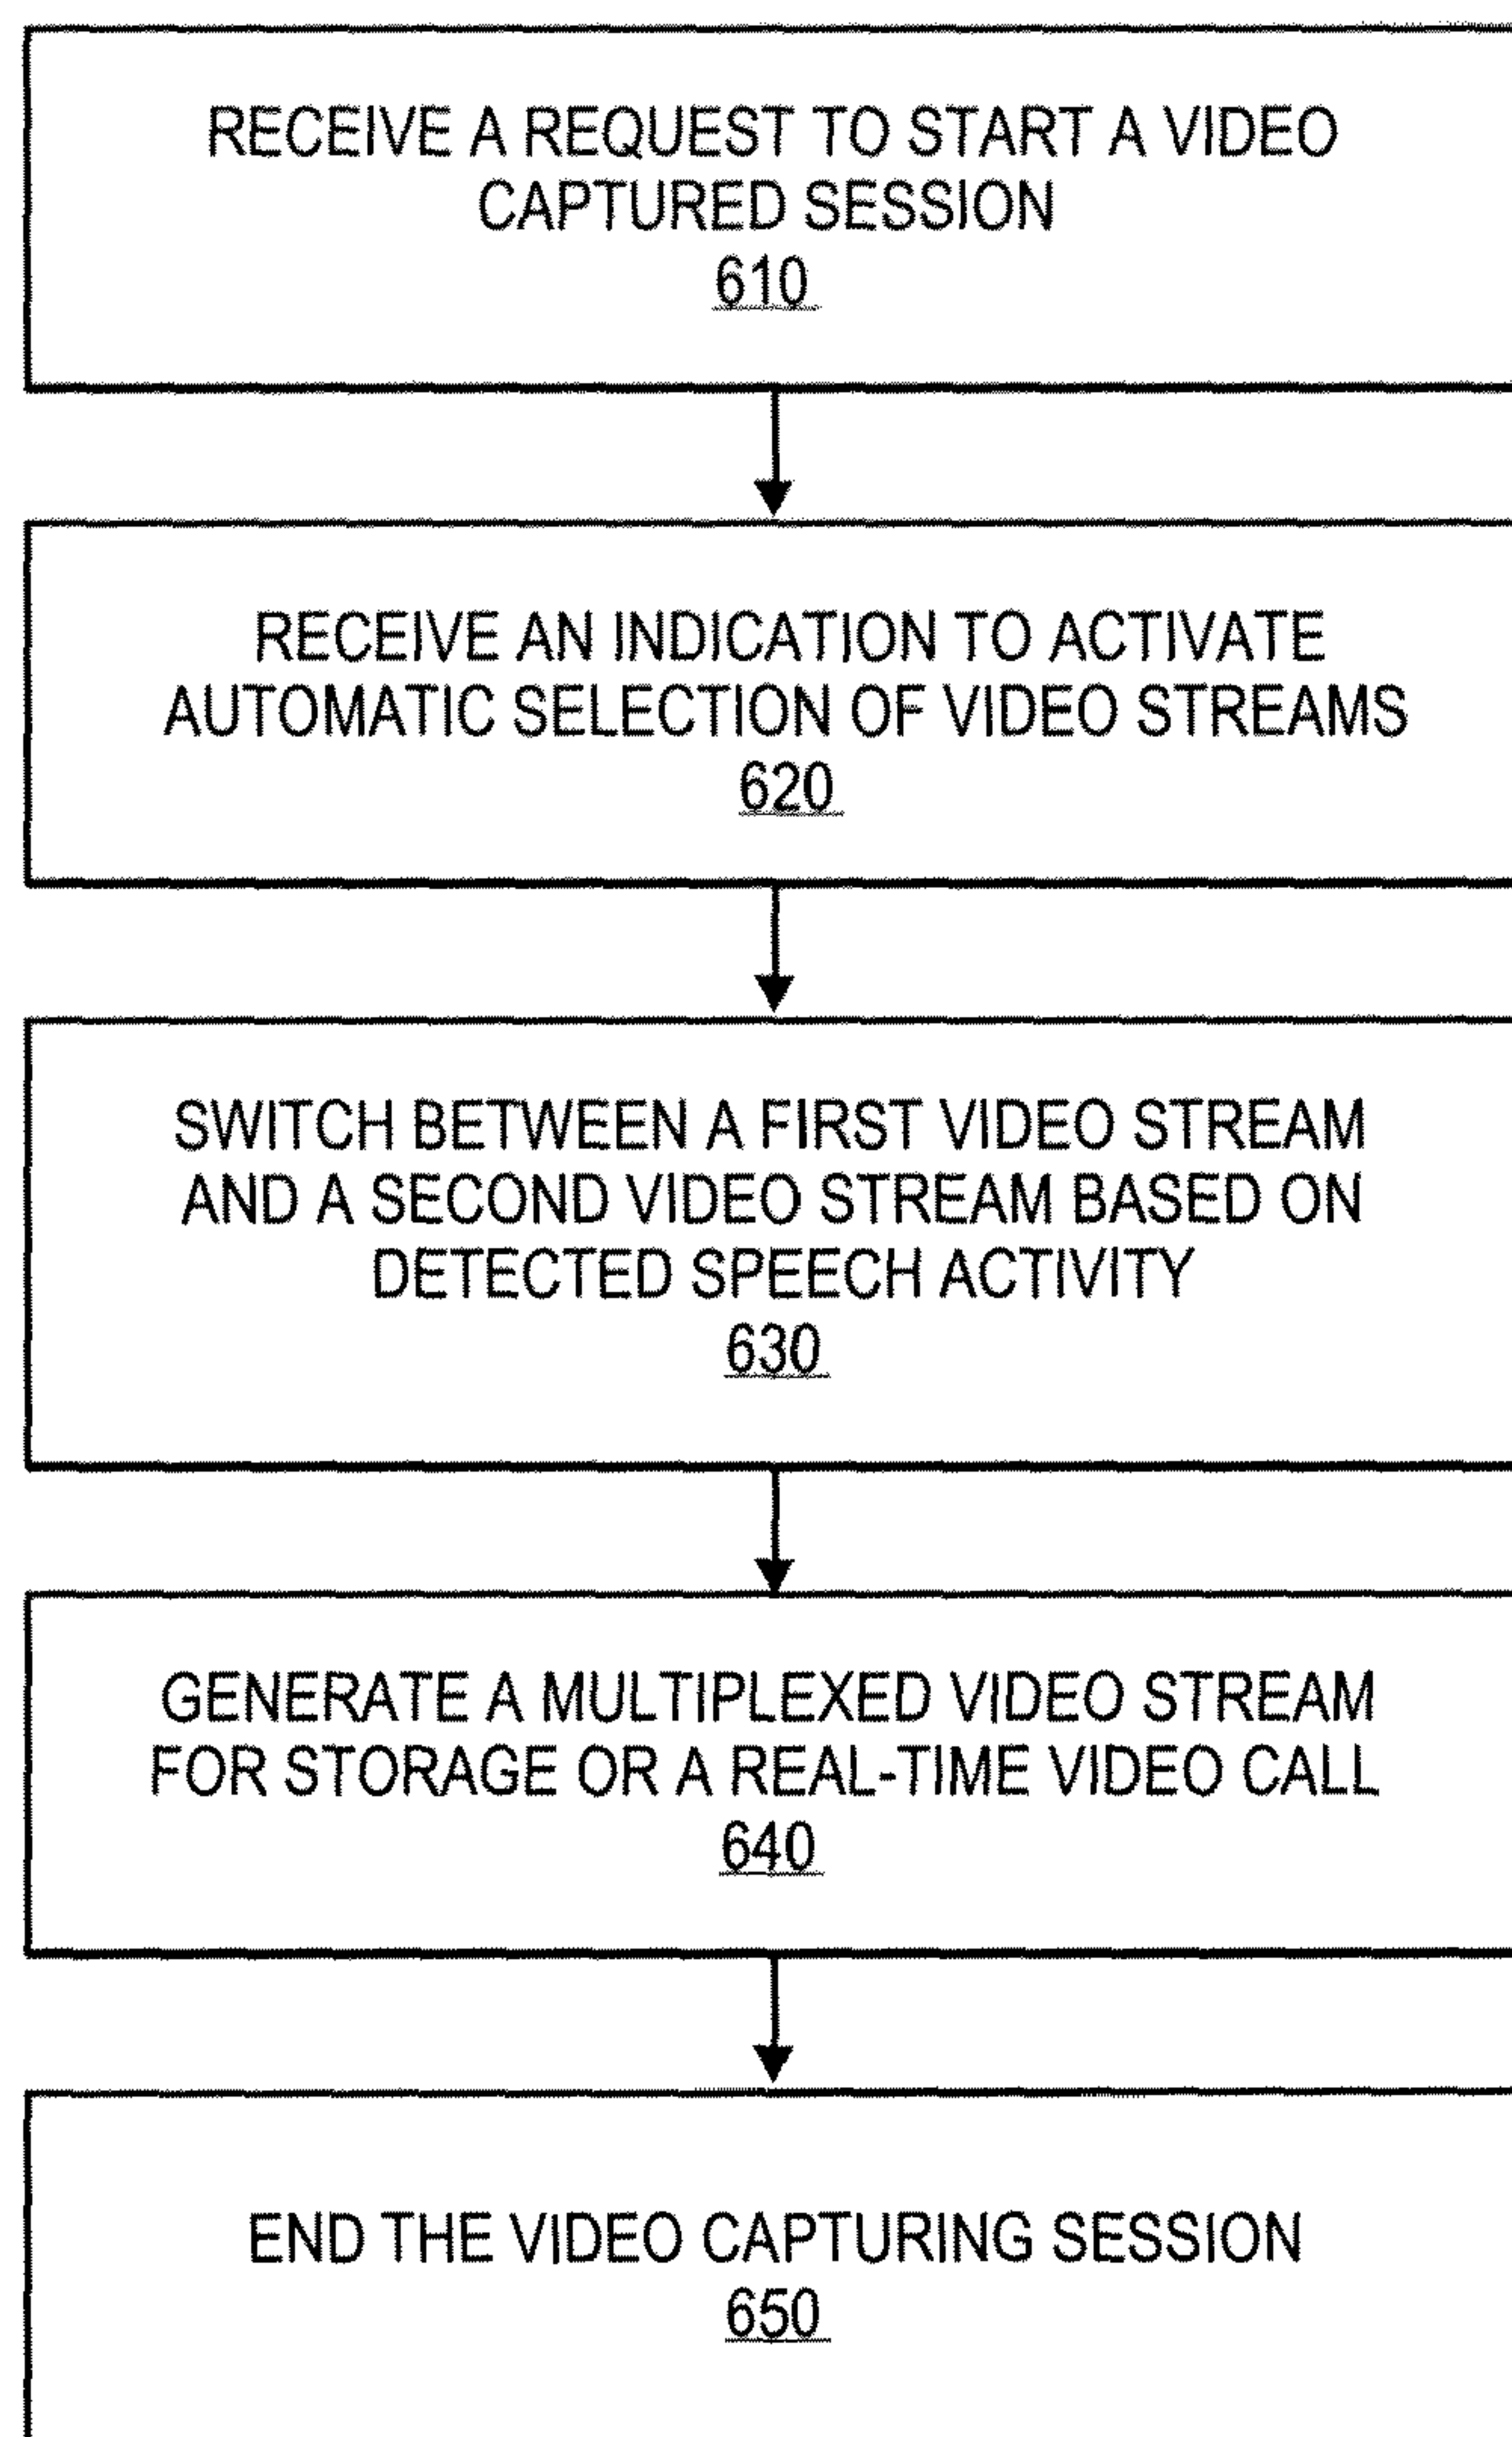 RECEIVE A REQUEST TO START A VIDEO
CAPTURED SESSION
610
RECEIVE AN INDICATION TO ACTIVATE
AUTOMATIC SELECTION OF VIDEO STREAMS
620
SWITCH BETWEEN A FIRST VIDEO STREAM
AND A SECOND VIDEO STREAM BASED ON
DETECTED SPEECH ACTIVITY
630
GENERATE A MULTIPLEXED VIDEO STREAM
FOR STORAGE OR A REAL-TIME VIDEO CALL
640
END THE VIDEO CAPTURING SESSION
650